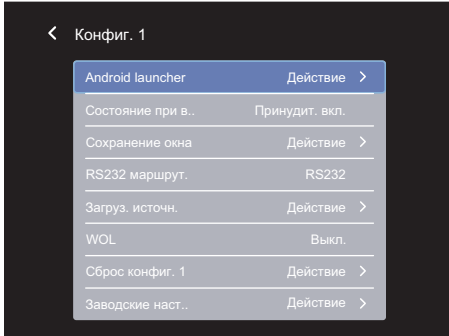 Конфиг. 1
Android launcher Действие
Состояние при в.. Принудит. вкл.
Сохранение окна Действие
RS232 маршрут. RS232
Загруз. источн. Действие
WOL Выкл.
Сброс конфиг. 1 Действие
Заводские наст.. Действие